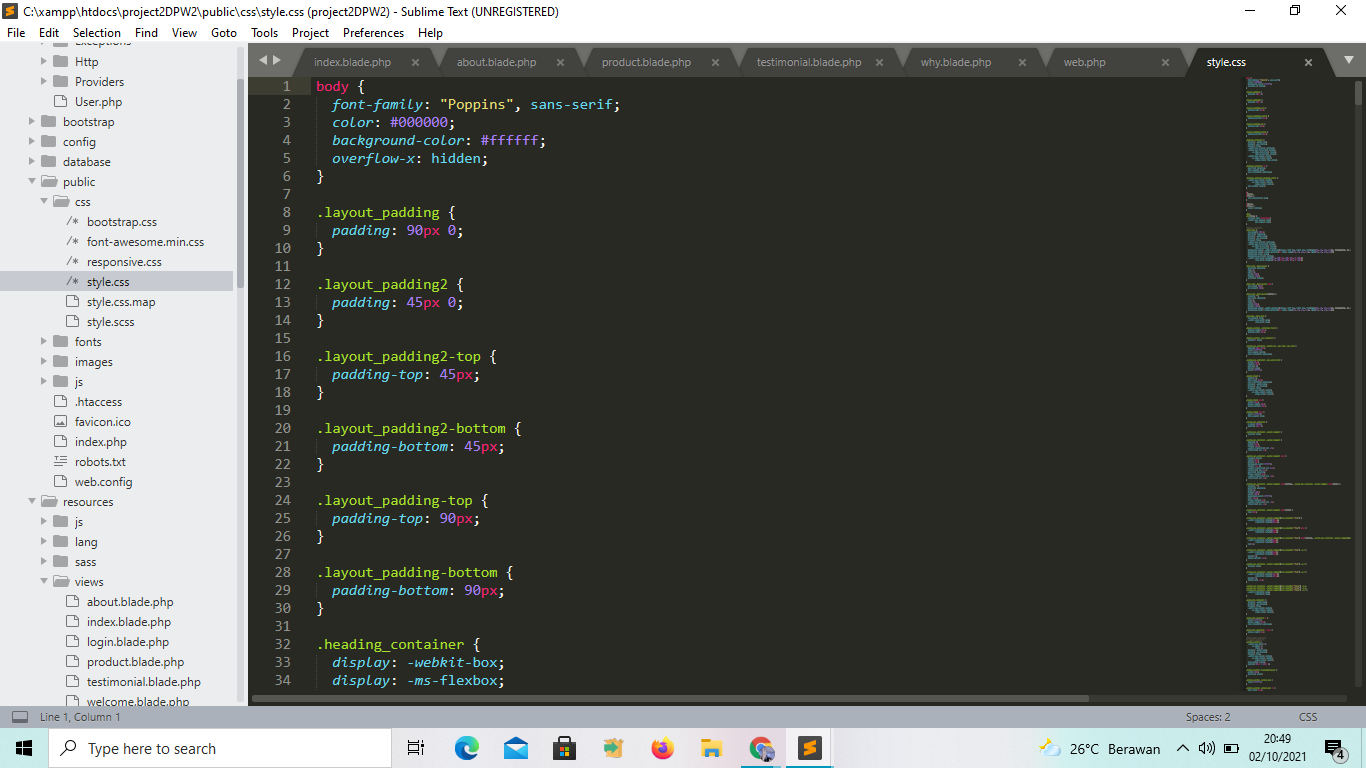 C:\xampp\htdocs\project2DPW2\public\css\style.css (project2DPW2) - Sublime Text (UNREGISTERED)
File Edit Selection Find View Goto Tools Project Preferences Help
Exceptions
Http
Providers
User.php
bootstrap
config
database
public
css
/* bootstrap.css
/* font-awesome.min.css
/* responsive.css
/* style.css
style.css.map
style.scss
fonts
images
js
.htaccess
favicon.ico
index.php
robots.txt
web.config
resources
js
lang
sass
views
about.blade.php
index.blade.php
login.blade.php
product.blade.php
testimonial.blade.php
welcome.blade.php
index.blade.php about.blade.php product.blade.php testimonial.blade.php why.blade.php web.php style.css
1 body {
2 font-family: "Poppins", sans-serif;
3 color: #000000;
4 background-color: #ffffff;
5 overflow-x: hidden;
6 }
7
8 .layout_padding {
9 padding: 90px 0;
10 }
11
12 .layout_padding2 {
13 padding: 45px 0;
14 }
15
16 .layout_padding2-top {
17 padding-top: 45px;
18 }
19
20 .layout_padding2-bottom {
21 padding-bottom: 45px;
22 }
23
24 .layout_padding-top {
25 padding-top: 90px;
26 }
27
28 .layout_padding-bottom {
29 padding-bottom: 90px;
30 }
31
32 .heading_container {
33 display: -webkit-box;
34 display: -ms-flexbox;
Line 1, Column 1 Spaces: 2 CSS
Type here to search
26°C Berawan
20:49
02/10/2021
4